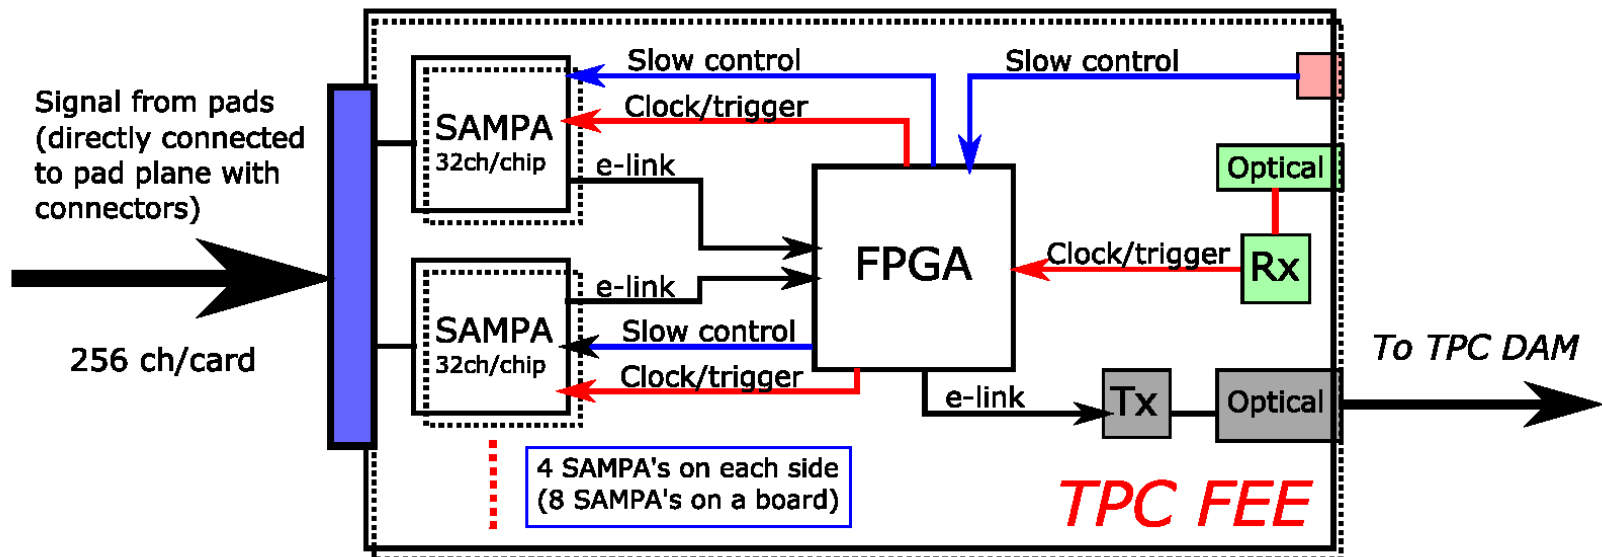 Signal from pads
(directly connected
to pad plane with
connectors)
256 ch/card
SAMPA
32ch/chip
Slow control
Clock/trigger
e-link
SAMPA
32ch/chip
e-link
Slow control
Clock/trigger
4 SAMPA's on each side
(8 SAMPA's on a board)
FPGA
Slow control
Optical
Clock/trigger
Rx
e-link
Tx
Optical
TPC FEE
To TPC DAM